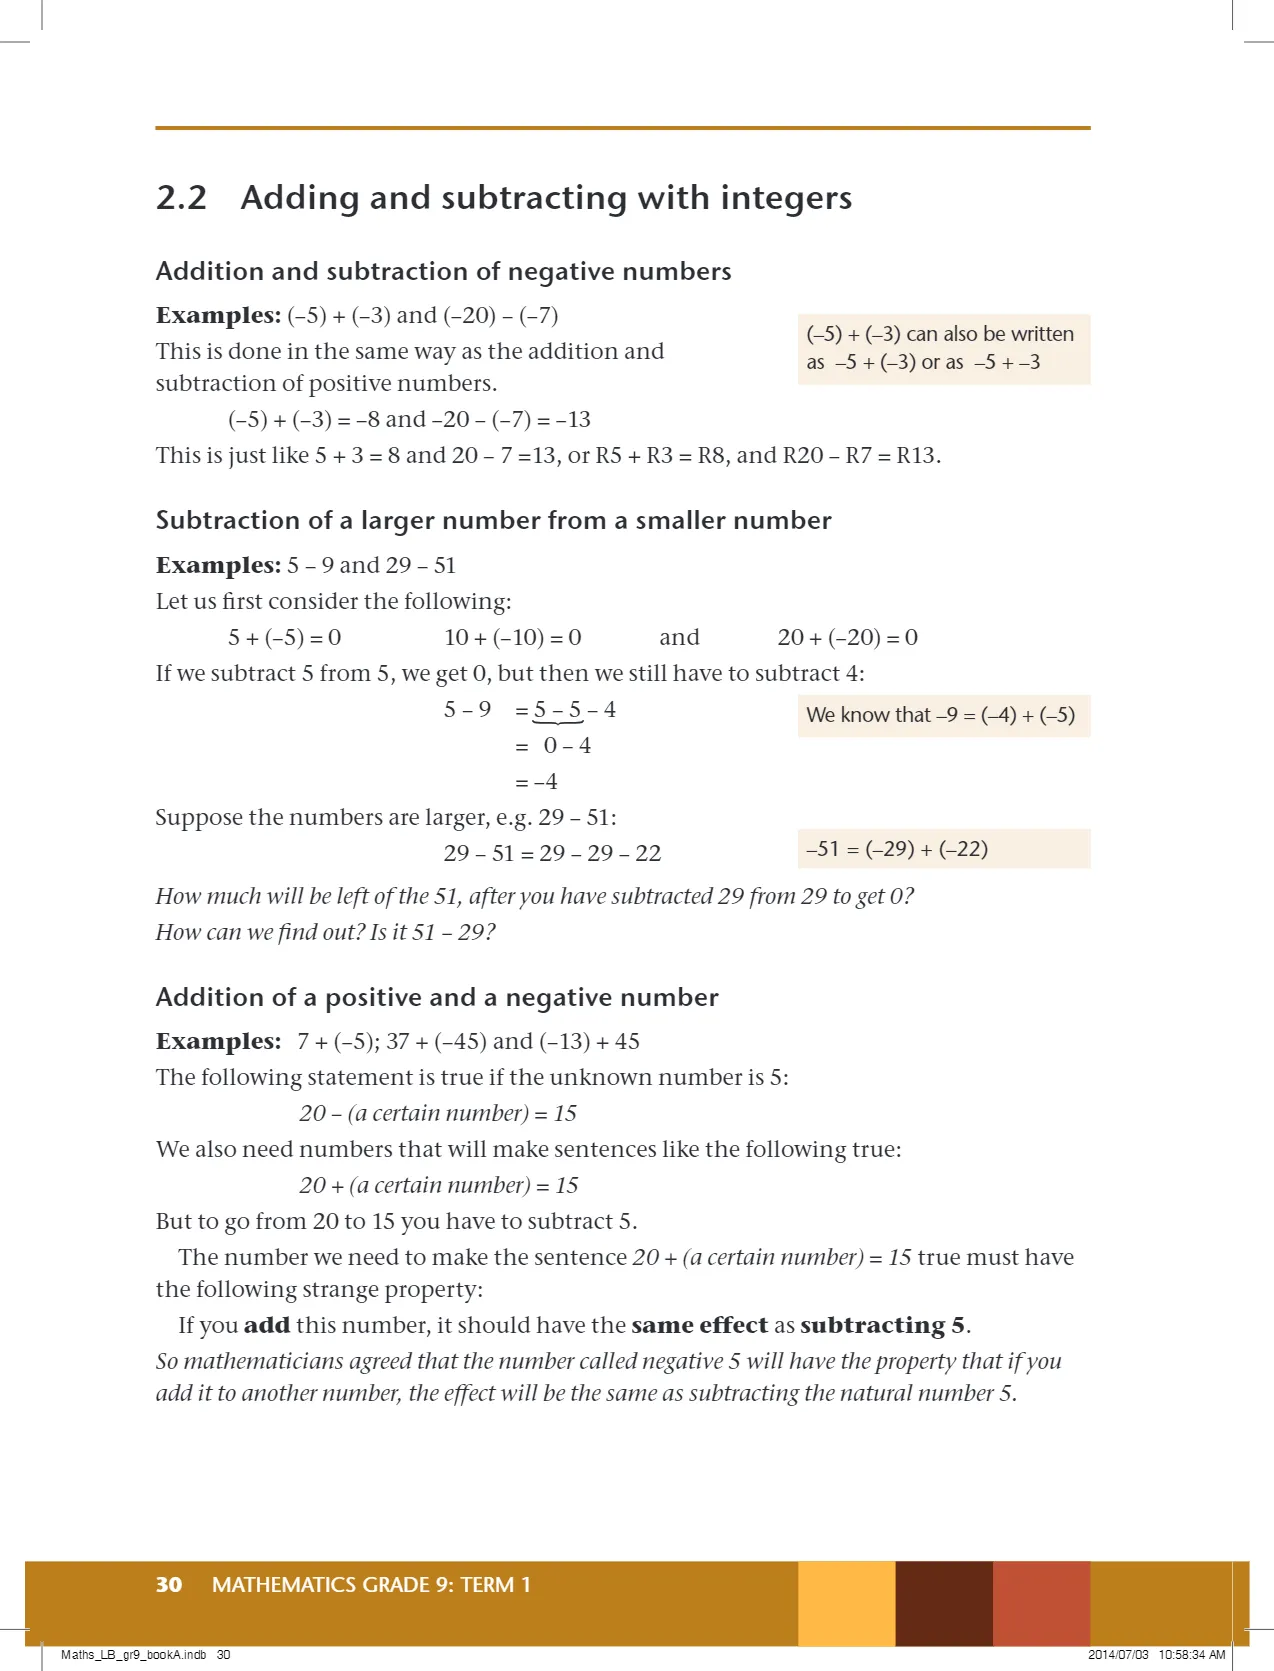 2.2 Adding and subtracting with integers
Addition and subtraction of negative numbers
Examples: (–5) + (–3) and (–20) – (–7)
This is done in the same way as the addition and
subtraction of positive numbers.
(–5) + (–3) can also be written
as –5 + (–3) or as –5 + –3
(–5) + (–3) = –8 and –20 – (–7) = –13
This is just like 5 + 3 = 8 and 20 – 7 =13, or R5 + R3 = R8, and R20 – R7 = R13.
Subtraction of a larger number from a smaller number
Examples: 5 – 9 and 29 – 51
Let us first consider the following:
5 + (–5) = 0 10 + (–10) = 0 and 20 + (–20) = 0
If we subtract 5 from 5, we get 0, but then we still have to subtract 4:
5 – 9 = 5 – 5 – 4
We know that –9 = (–4) + (–5)
= 0 – 4
= –4
Suppose the numbers are larger, e.g. 29 – 51:
29 – 51 = 29 – 29 – 22
–51 = (–29) + (–22)
How much will be left of the 51, after you have subtracted 29 from 29 to get 0?
How can we find out? Is it 51 – 29?
Addition of a positive and a negative number
Examples: 7 + (–5); 37 + (–45) and (–13) + 45
The following statement is true if the unknown number is 5:
20 – (a certain number) = 15
We also need numbers that will make sentences like the following true:
20 + (a certain number) = 15
But to go from 20 to 15 you have to subtract 5.
The number we need to make the sentence 20 + (a certain number) = 15 true must have
the following strange property:
If you add this number, it should have the same effect as subtracting 5.
So mathematicians agreed that the number called negative 5 will have the property that if you
add it to another number, the effect will be the same as subtracting the natural number 5.
30 MATHEMATICS GRADE 9: TERM 1
Maths_LB_gr9_bookA.indb 30
2014/07/03 10:58:34 AM